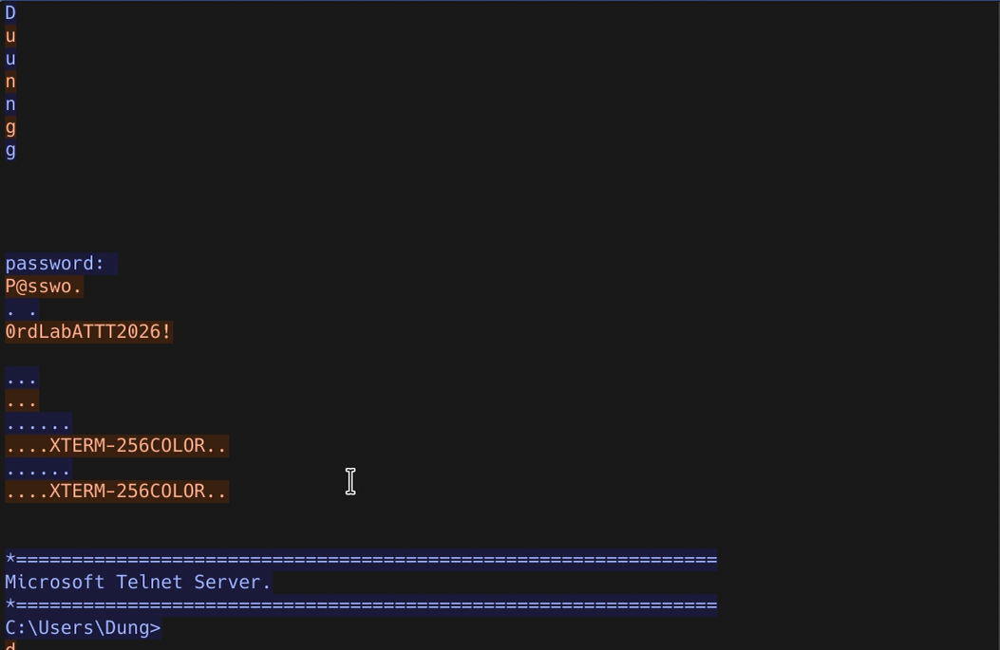 D
u
u
n
n
g
g
password:
P@sswo.
. .
0rdLabATTT2026!
...
...
......
....XTERM-256COLOR..
......
....XTERM-256COLOR..
*===============================================================
Microsoft Telnet Server.
*===============================================================
C:\Users\Dung>
d